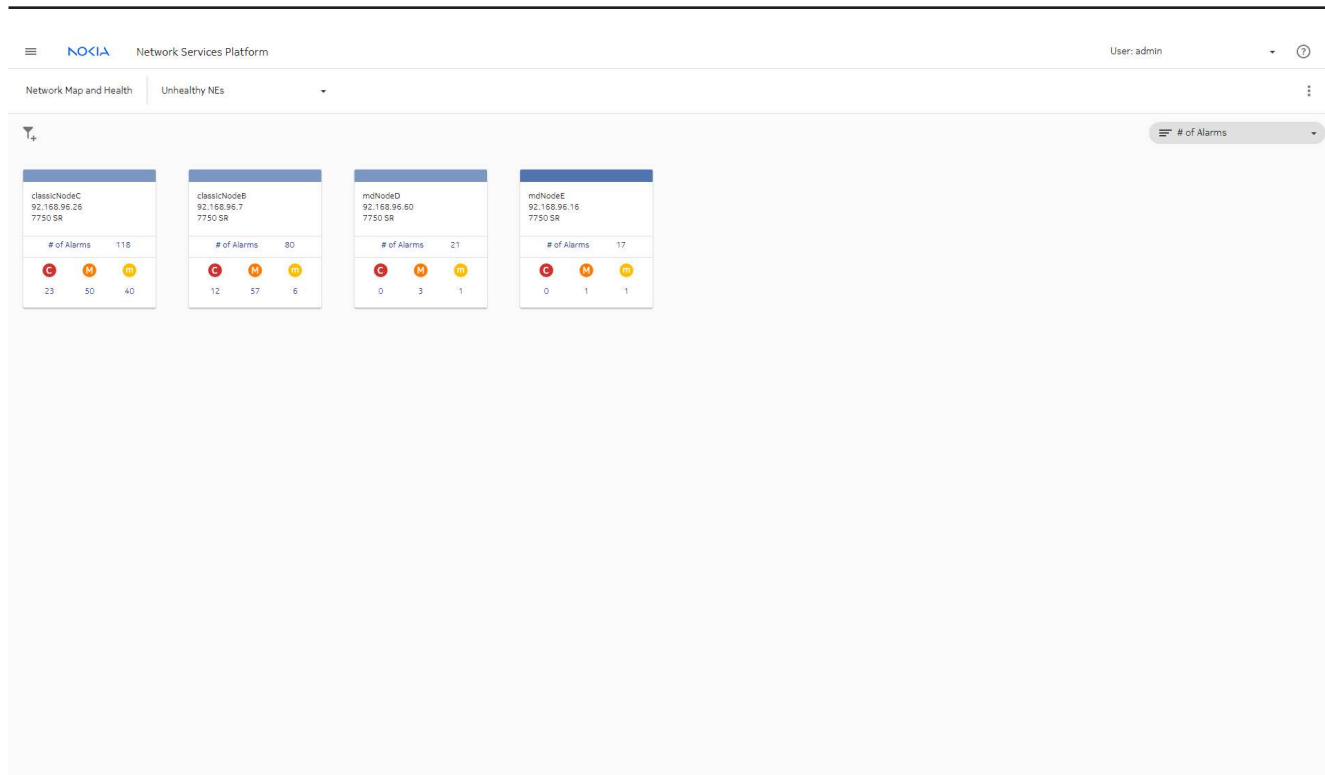 NOKIA Network Services Platform User: admin ?
Network Map and Health Unhealthy NEs
# of Alarms
classicNodeC
92.168.96.26
7750 SR
# of Alarms 118
C M m
23 50 40
classicNodeB
92.168.96.7
7750 SR
# of Alarms 80
C M m
12 57 6
mdNodeD
92.168.96.60
7750 SR
# of Alarms 21
C M m
0 3 1
mdNodeE
92.168.96.16
7750 SR
# of Alarms 17
C M m
0 1 1